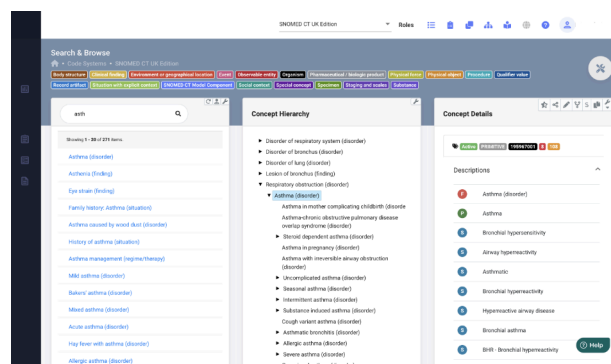 SNOMED CT UK Edition
Roles
Search & Browse
Code Systems • SNOMED CT UK Edition
Body structure Clinical finding Environment or geographical location Event Observable entity Organism Pharmaceutical / biologic product Physical force Physical object Procedure Qualifier value
Record artifact Situation with explicit context SNOMED CT Model Component Social context Special concept Specimen Staging and scales Substance
asth
Showing 1 - 20 of 271 items.
Asthma (disorder)
Asthenia (finding)
Eye strain (finding)
Family history: Asthma (situation)
Asthma caused by wood dust (disorder)
History of asthma (situation)
Asthma management (regime/therapy)
Mild asthma (disorder)
Bakers' asthma (disorder)
Mixed asthma (disorder)
Acute asthma (disorder)
Hay fever with asthma (disorder)
Allergic asthma (disorder)
Concept Hierarchy
Disorder of respiratory system (disorder)
Disorder of bronchus (disorder)
Disorder of lung (disorder)
Lesion of bronchus (finding)
Respiratory obstruction (disorder)
Asthma (disorder)
Asthma in mother complicating childbirth (disorde
Asthma-chronic obstructive pulmonary disease
overlap syndrome (disorder)
Steroid dependent asthma (disorder)
Asthma in pregnancy (disorder)
Asthma with irreversible airway obstruction
(disorder)
Uncomplicated asthma (disorder)
Seasonal asthma (disorder)
Intermittent asthma (disorder)
Substance induced asthma (disorder)
Cough variant asthma (disorder)
Asthmatic bronchitis (disorder)
Allergic asthma (disorder)
Severe asthma (disorder)
Concept Details
Active PRIMITIVE 195967001
Descriptions
F Asthma (disorder)
P Asthma
S Bronchial hypersensitivity
S Airway hyperreactivity
S Asthmatic
S Bronchial hyperreactivity
S Hyperreactive airway disease
S Bronchial asthma
S BHR - Bronchial hyperreactivity
Help